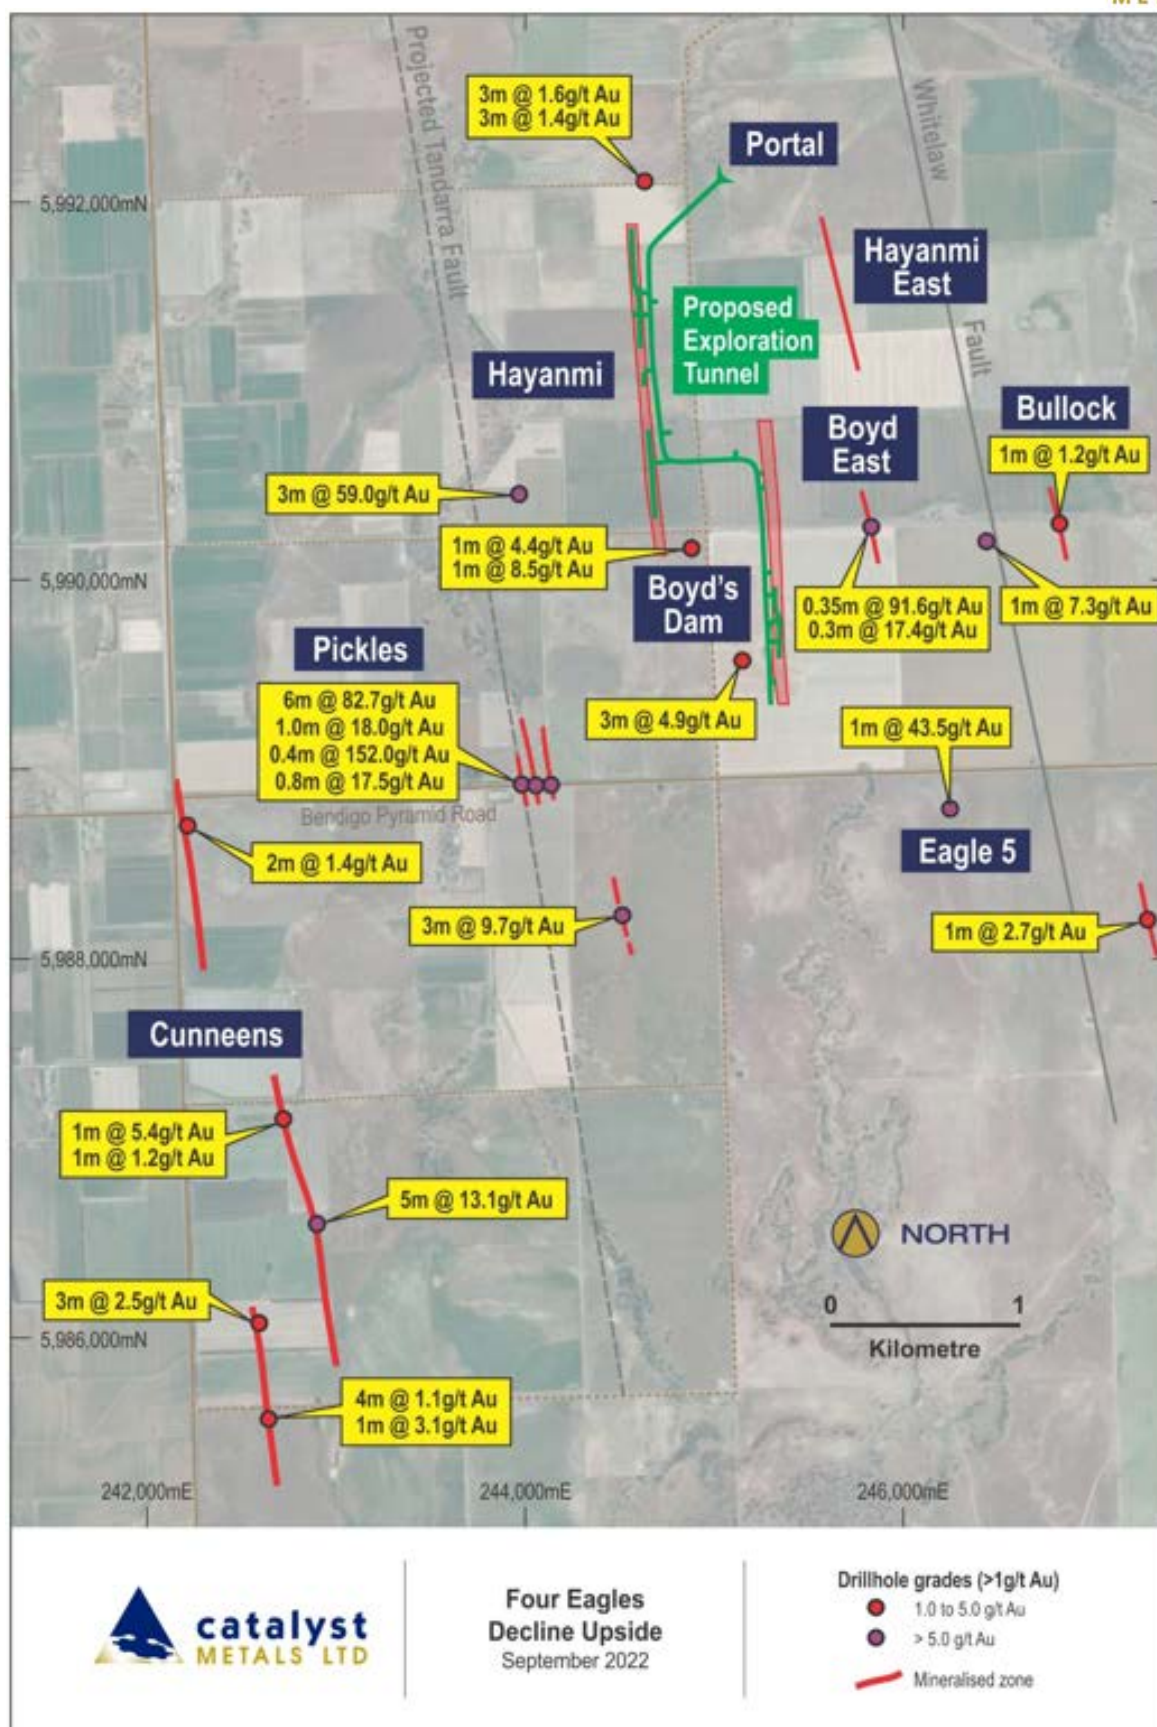 3m @ 1.6g/t Au
3m @ 1.4g/t Au
Portal
Projected Tandarra Fault
Whitelaw
Fault
5,992,000mN
Hayanmi
East
Proposed
Exploration
Tunnel
Hayanmi
Boyd
East
Bullock
1m @ 1.2g/t Au
3m @ 59.0g/t Au
1m @ 4.4g/t Au
1m @ 8.5g/t Au
5,990,000mN
Boyd's
Dam
0.35m @ 91.6g/t Au
0.3m @ 17.4g/t Au
1m @ 7.3g/t Au
Pickles
6m @ 82.7g/t Au
1.0m @ 18.0g/t Au
0.4m @ 152.0g/t Au
0.8m @ 17.5g/t Au
3m @ 4.9g/t Au
1m @ 43.5g/t Au
Bendigo Pyramid Road
Eagle 5
2m @ 1.4g/t Au
3m @ 9.7g/t Au
1m @ 2.7g/t Au
5,988,000mN
Cunneens
1m @ 5.4g/t Au
1m @ 1.2g/t Au
5m @ 13.1g/t Au
NORTH
3m @ 2.5g/t Au
0 1
Kilometre
5,986,000mN
4m @ 1.1g/t Au
1m @ 3.1g/t Au
242,000mE
244,000mE
246,000mE
catalyst
METALS LTD
Four Eagles
Decline Upside
September 2022
Drillhole grades (>1g/t Au)
1.0 to 5.0 g/t Au
> 5.0 g/t Au
Mineralised zone